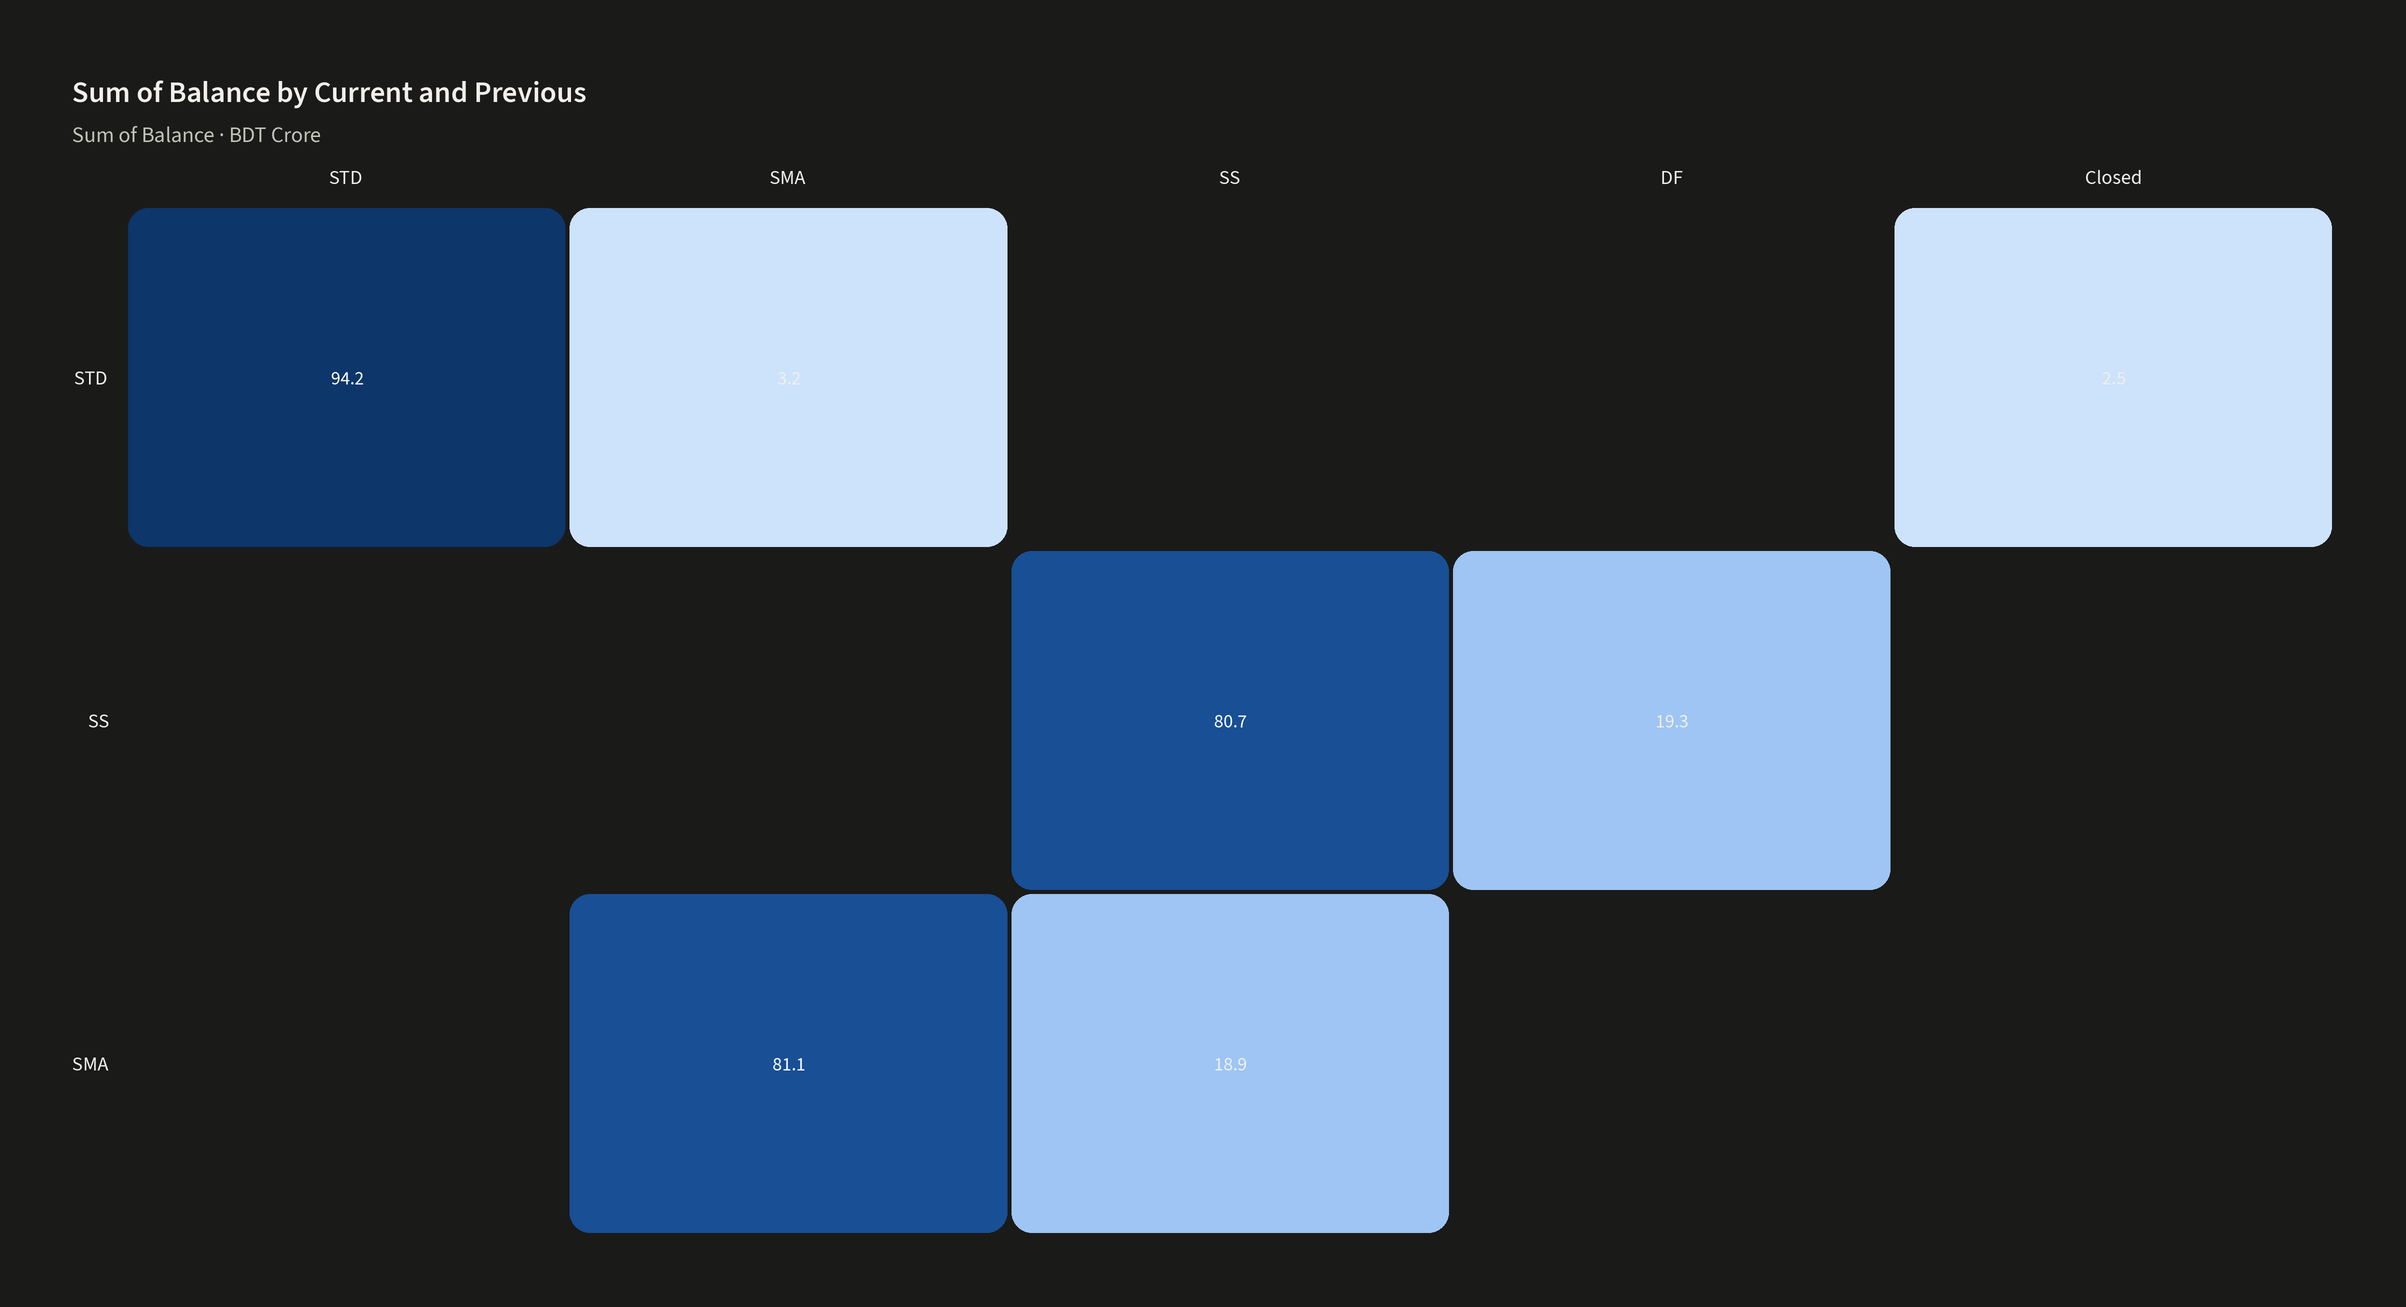 Sum of Balance by Current and Previous
Sum of Balance · BDT Crore
STD SMA SS DF Closed
STD 94.2 3.2 2.5
SS 80.7 19.3
SMA 81.1 18.9